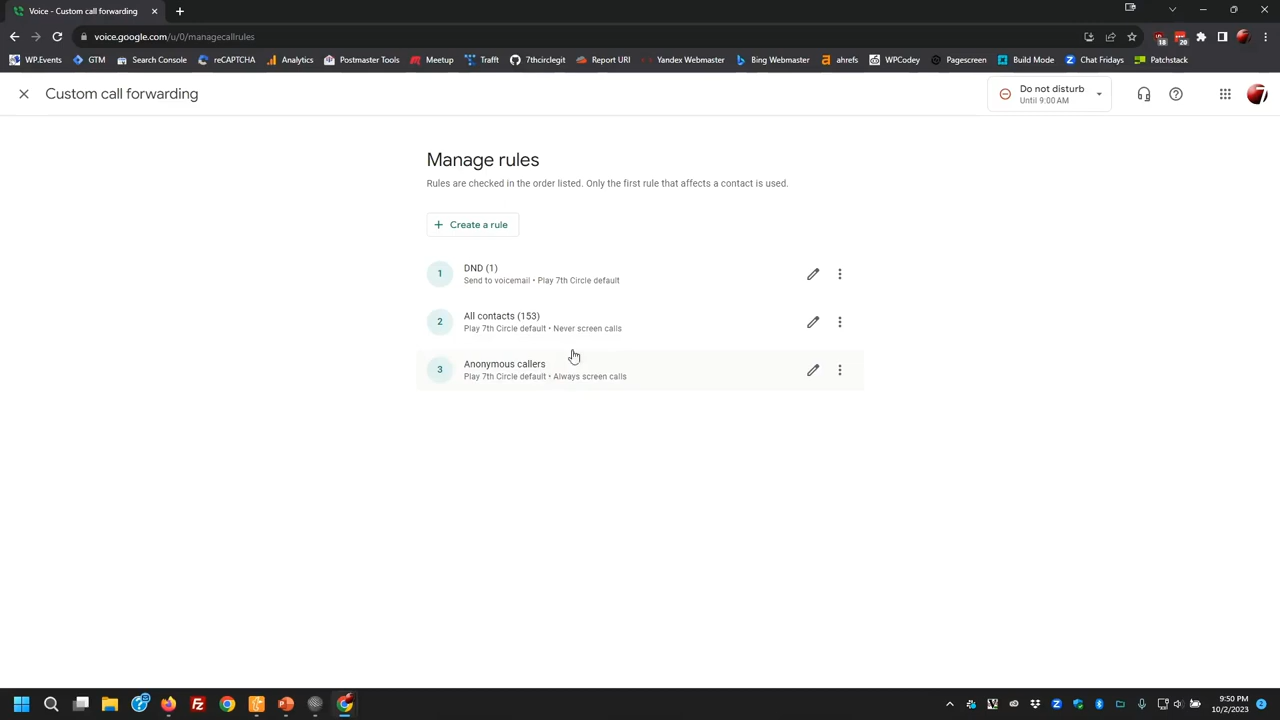 Voice - Custom call forwarding
voice.google.com/u/0/managecallrules
18
20
WP.Events
GTM
Search Console
reCAPTCHA
Analytics
Postmaster Tools
Meetup
Trafft
7thcirclegit
Report URI
Yandex Webmaster
Bing Webmaster
ahrefs
WPCodey
Pagescreen
Build Mode
Chat Fridays
Patchstack
Custom call forwarding
Do not disturb
Until 9:00 AM
Manage rules
Rules are checked in the order listed. Only the first rule that affects a contact is used.
+ Create a rule
1
DND (1)
Send to voicemail • Play 7th Circle default
2
All contacts (153)
Play 7th Circle default • Never screen calls
3
Anonymous callers
Play 7th Circle default • Always screen calls
9:50 PM
10/2/2023
2